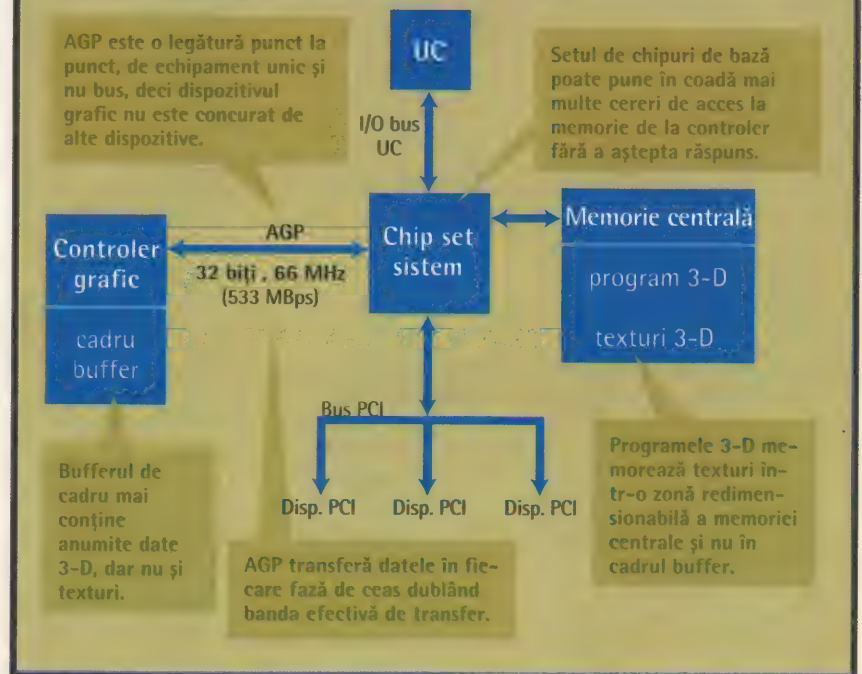 AGP este o legătură punct la
punct, de echipament unic și
nu bus, deci dispozitivul
grafic nu este concurat de
alte dispozitive.
UC
Setul de chipuri de bază
poate pune în coadă mai
multe cereri de acces la
memorie de la controler
fără a aștepta răspuns.
I/O bus
UC
Controler
grafic
cadru
buffer
AGP
32 biți . 66 MHz
(533 MBps)
Chip set
sistem
Memorie centrală
program 3-D
texturi 3-D
Bus PCI
Disp. PCI
Disp. PCI
Disp. PCI
Bufferul de
cadru mai
conține
anumite date
3-D, dar nu și
texturi.
AGP transferă datele în fie-
care fază de ceas dublând
banda efectivă de transfer.
Programele 3-D me-
morează texturi în-
tr-o zonă redimen-
sionabilă a memoriei
centrale și nu în
cadrul buffer.